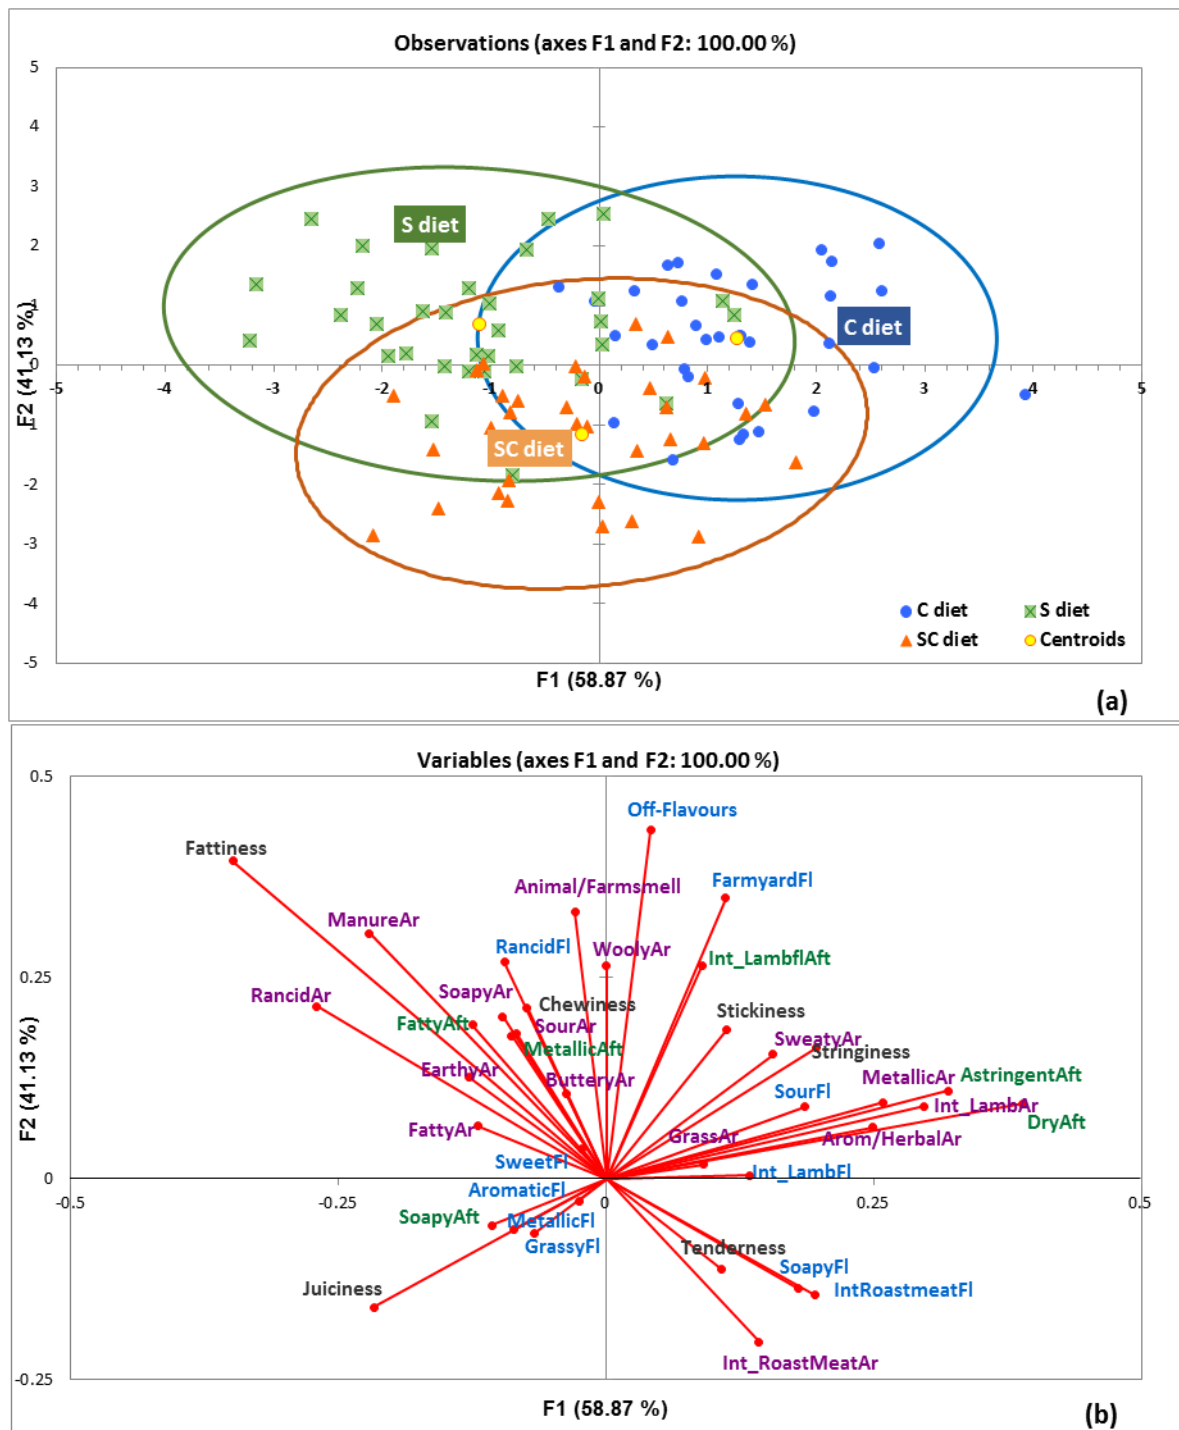 Observations (axes F1 and F2: 100.00 %)
5
4
3
2
1
0
-1
-2
-3
-4
-5
-5 -4 -3 -2 -1 0 1 2 3 4 5
F2 (41.13 %)
S diet
C diet
SC diet
C diet S diet
SC diet Centroids
F1 (58.87 %)
(a)
Variables (axes F1 and F2: 100.00 %)
0.5
Off-Flavours
Fattiness
Animal/Farmsmell FarmyardFl
ManureAr
RancidFl WoolyAr Int_LambflAft
0.25
RancidAr SoapyAr Chewiness Stickiness
FattyAft SourAr SweatyAr
MetallicAft Stringiness
EarthyAr ButteryAr MetallicAr AstringentAft
SourFl Int_LambAr
FattyAr GrassAr Arom/HerbalAr DryAft
SweetFl Int_LambFl
0
AromaticFl
-0.5 -0.25 0 0.25 0.5
SoapyAft MetallicFl
GrassyFl Tenderness
Juiciness SoapyFl
IntRoastmeatFl
Int_RoastMeatAr
-0.25
F2 (41.13 %)
F1 (58.87 %)
(b)